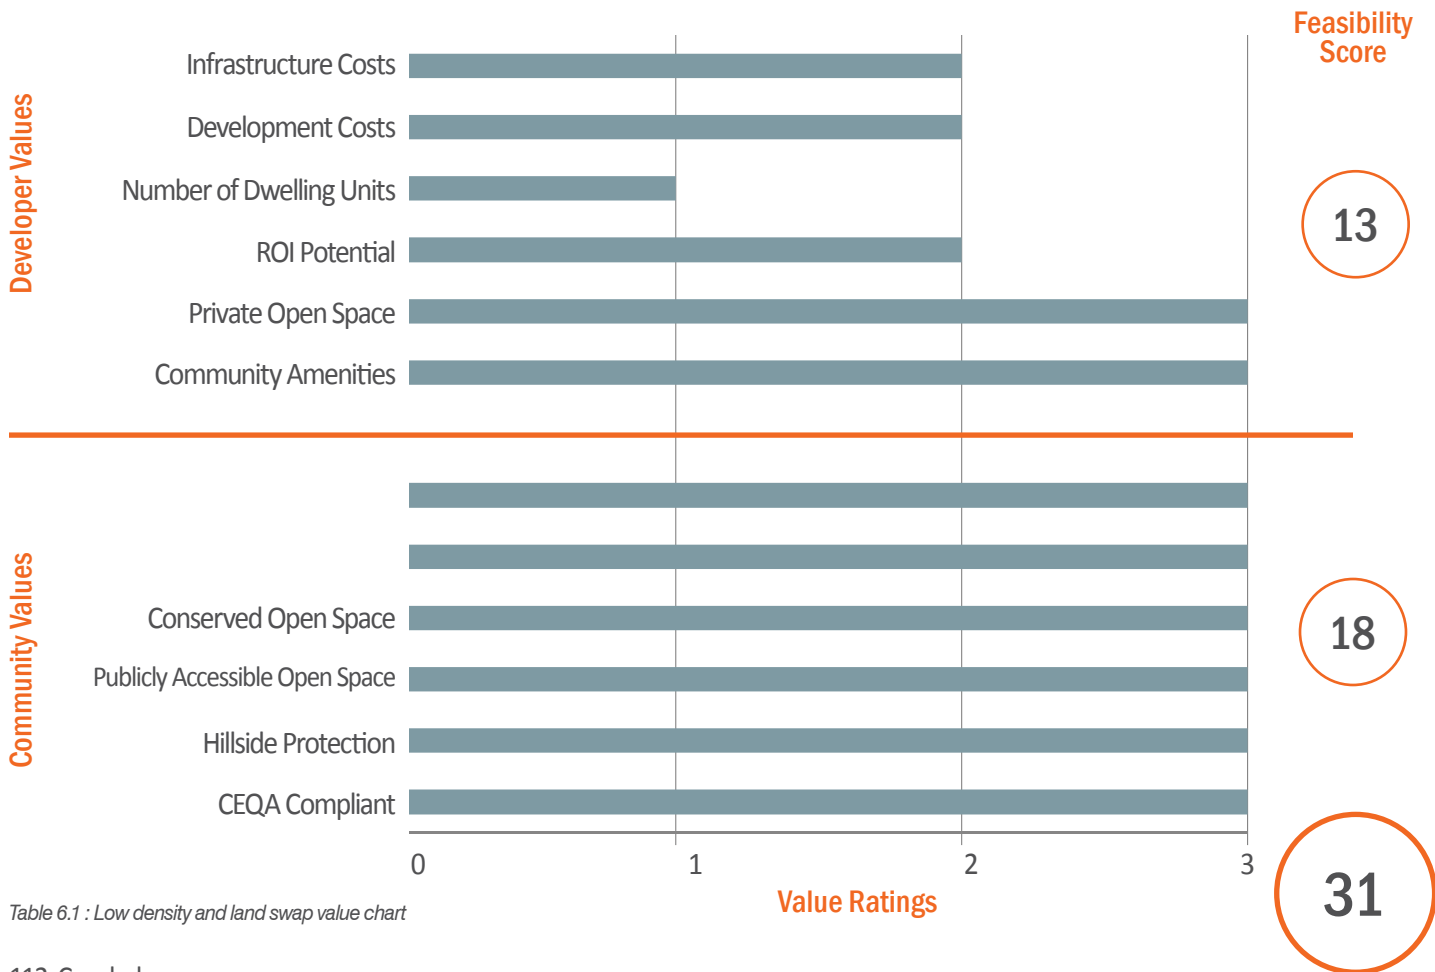 Feasibility
Score
Developer Values
Infrastructure Costs
Development Costs
Number of Dwelling Units
ROI Potential
Private Open Space
Community Amenities
13
Community Values
Conserved Open Space
Publicly Accessible Open Space
Hillside Protection
CEQA Compliant
18
0 1 2 3
Value Ratings
31
Table 6.1 : Low density and land swap value chart